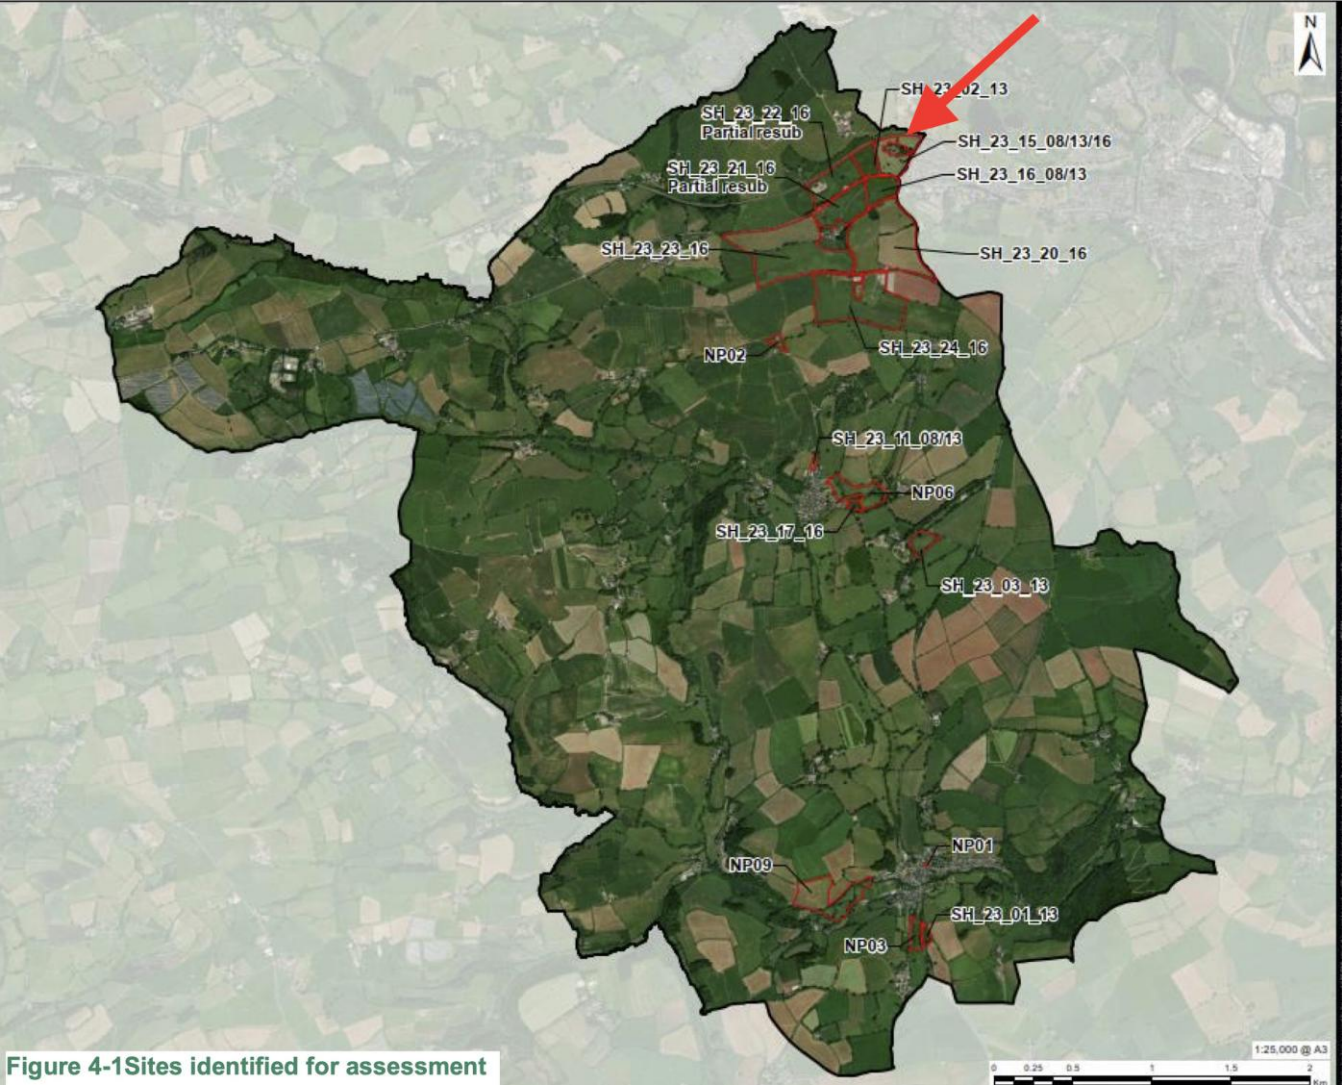 N
SH_23_02_13
SH_23_22_16
Partial resub
SH_23_15_08/13/16
SH_23_21_16
Partial resub
SH_23_16_08/13
SH_23_23_16
SH_23_20_16
NP02
SH_23_24_16
SH_23_11_08/13
NP06
SH_23_17_16
SH_23_03_13
NP01
NP09
SH_23_01_13
NP03
1:25,000 @ A3
Figure 4-1Sites identified for assessment
0 0.25 0.5 1 1.5 2
Km